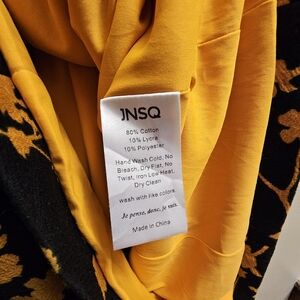 JNSQ
80% Cotton
10% Lycra
10% Polyester
Hand Wash Cold, No
Bleach, Dry Flat, No
Twist, Iron Low Heat,
Dry Clean
Wash with like colors.
Je pense, donc je suis.
Made in China